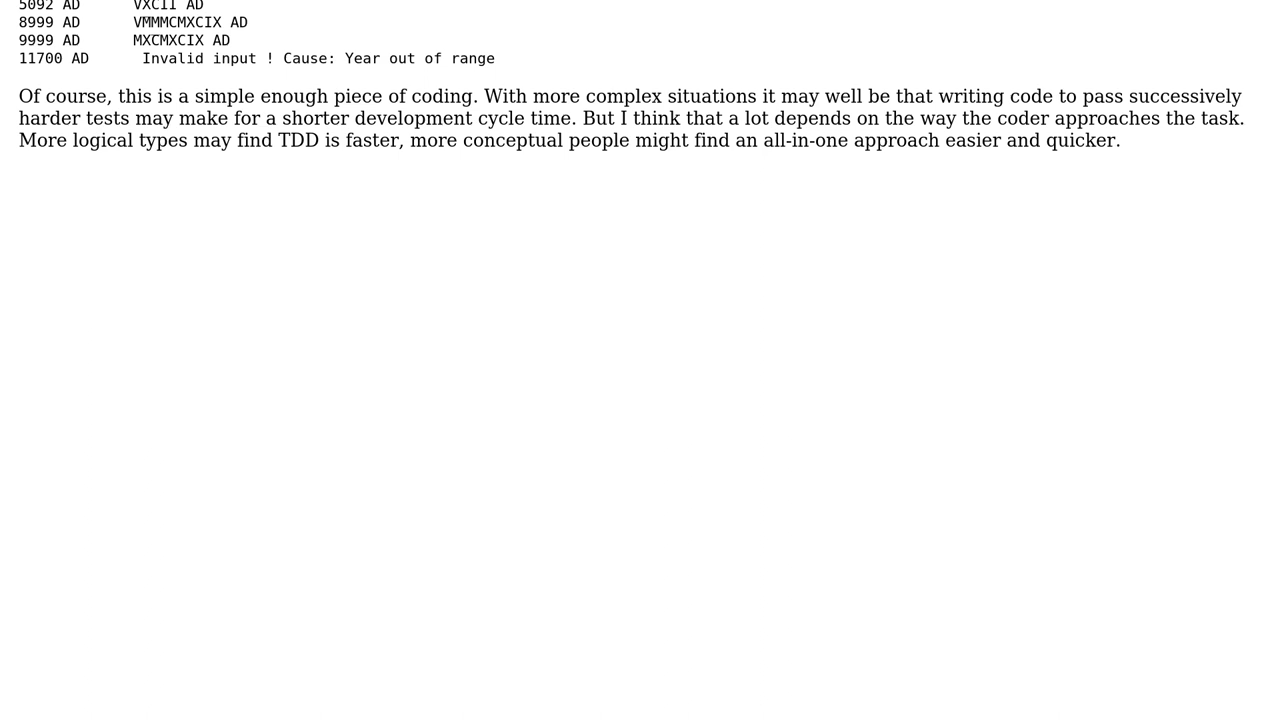 5092 AD      VXCII AD
8999 AD      VMMMCMXCIX AD
9999 AD      MXCMXCIX AD
11700 AD      Invalid input ! Cause: Year out of range
Of course, this is a simple enough piece of coding. With more complex situations it may well be that writing code to pass successively
harder tests may make for a shorter development cycle time. But I think that a lot depends on the way the coder approaches the task.
More logical types may find TDD is faster, more conceptual people might find an all-in-one approach easier and quicker.